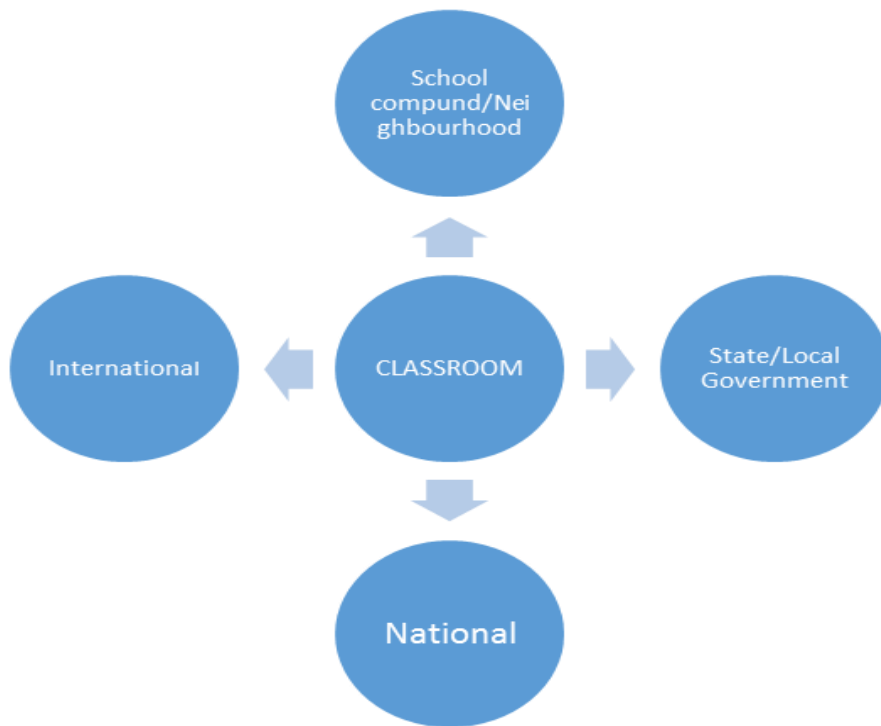 School
compund/Nei
ghbourhood
International
CLASSROOM
State/Local
Government
National